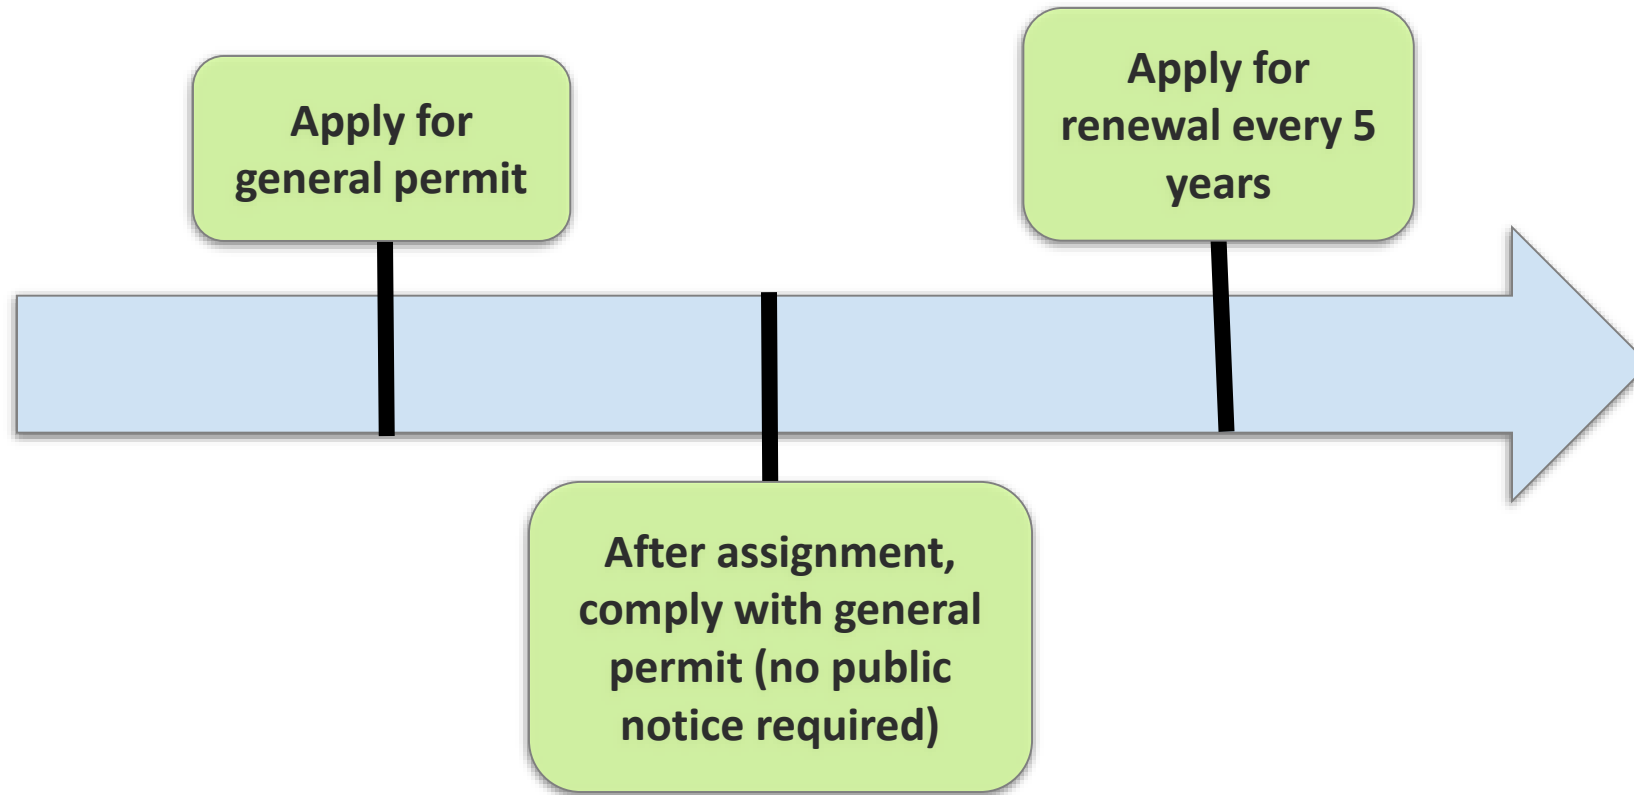 Apply for
general permit
After assignment,
comply with general
permit (no public
notice required)
Apply for
renewal every 5
years